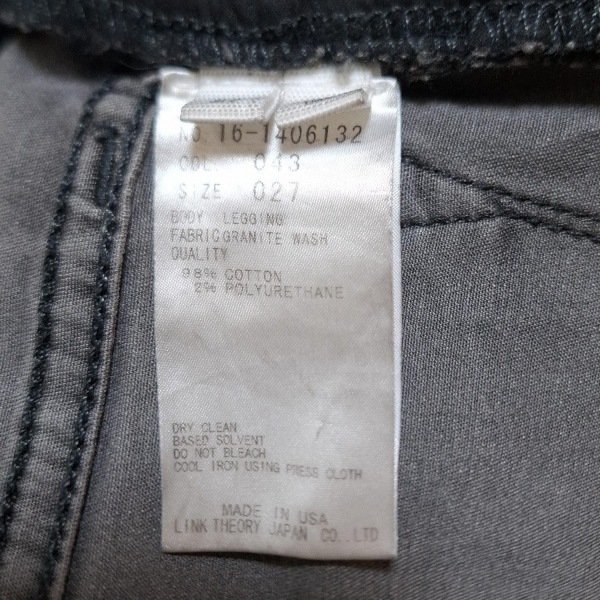 NO. 16-1406132
COL. 043
SIZE 027
BODY LEGGING
FABRIC GRANITE WASH
QUALITY
98% COTTON
2% POLYURETHANE
DRY CLEAN
BASED SOLVENT
DO NOT BLEACH
COOL IRON USING PRESS CLOTH
MADE IN USA
LINK THEORY JAPAN CO.,LTD